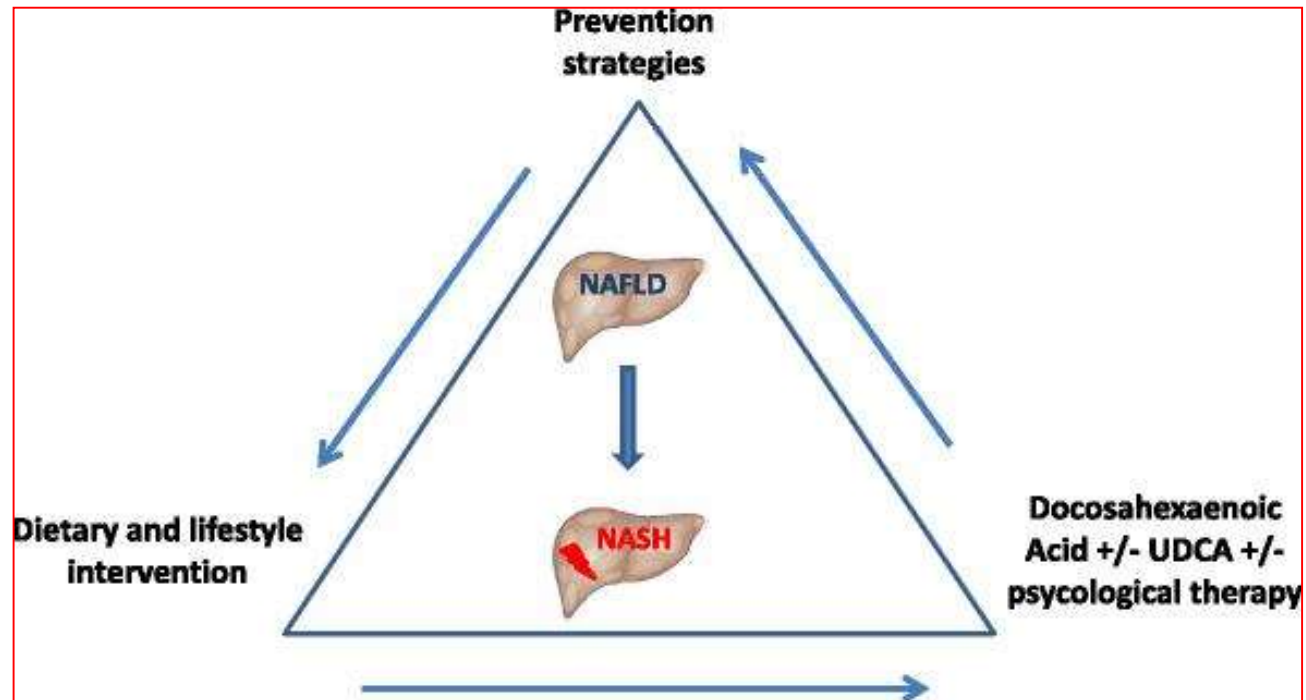 Prevention
strategies
NAFLD
NASH
Dietary and lifestyle
intervention
Docosahexaenoic
Acid +/- UDCA +/-
psycological therapy